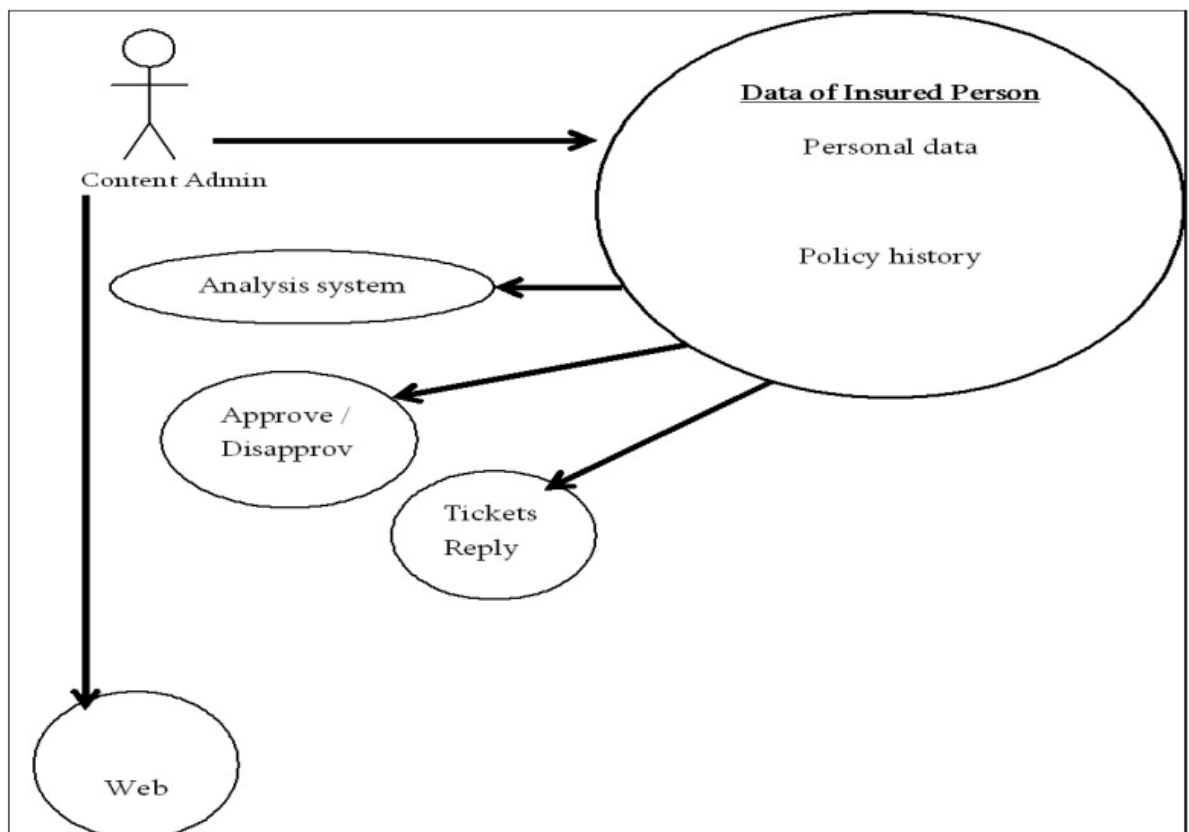 Data of Insured Person
Personal data
Content Admin
Policy history
Analysis system
Approve /
Disapprov
Tickets
Reply
Web